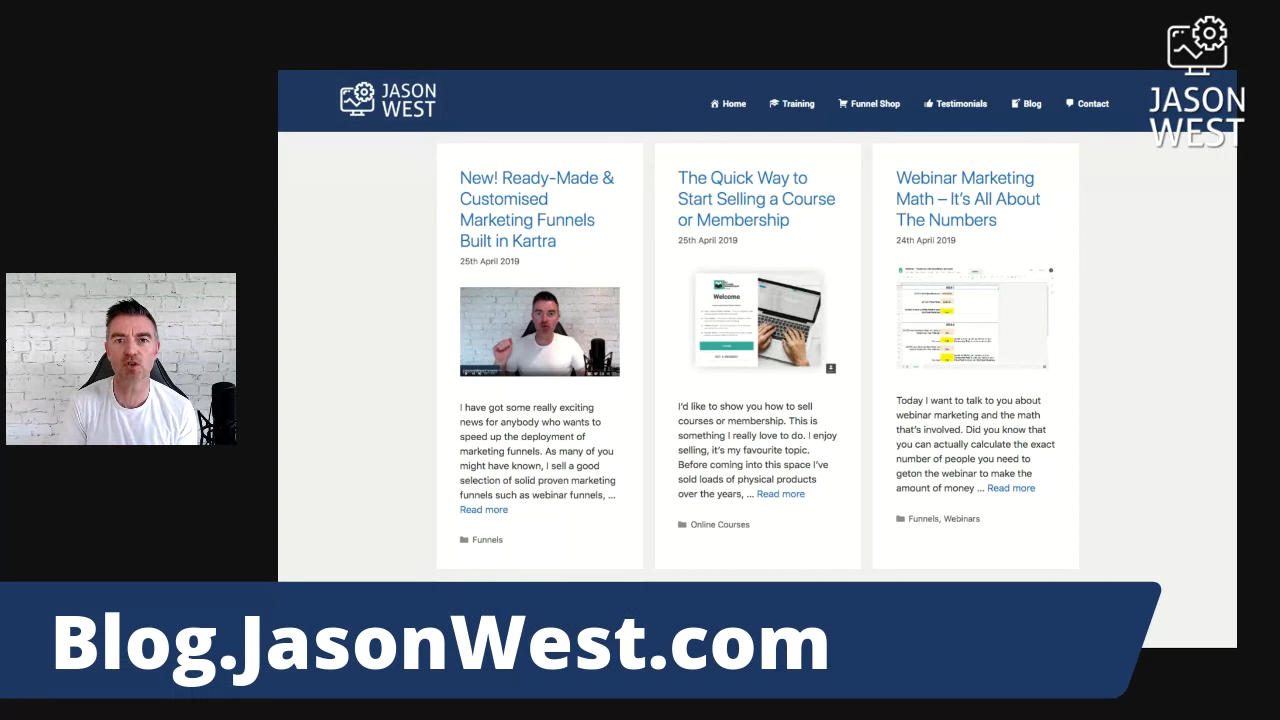 JASON
WEST
JASON
WEST
Home
Training
Funnel Shop
Testimonials
Blog
Contact
New! Ready-Made &
Customised
Marketing Funnels
Built in Kartra
25th April 2019
I have got some really exciting
news for anybody who wants to
speed up the deployment of
marketing funnels. As many of you
might have known, I sell a good
selection of solid proven marketing
funnels such as webinar funnels, ...
Read more
Funnels
The Quick Way to
Start Selling a Course
or Membership
25th April 2019
Welcome
I'd like to show you how to sell
courses or membership. This is
something I really love to do. I enjoy
selling, it's my favourite topic.
Before coming into this space I've
sold loads of physical products
over the years, ... Read more
Online Courses
Webinar Marketing
Math – It's All About
The Numbers
24th April 2019
Today I want to talk to you about
webinar marketing and the math
that's involved. Did you know that
you can actually calculate the exact
number of people you need to
geton the webinar to make the
amount of money ... Read more
Funnels, Webinars
Blog.JasonWest.com